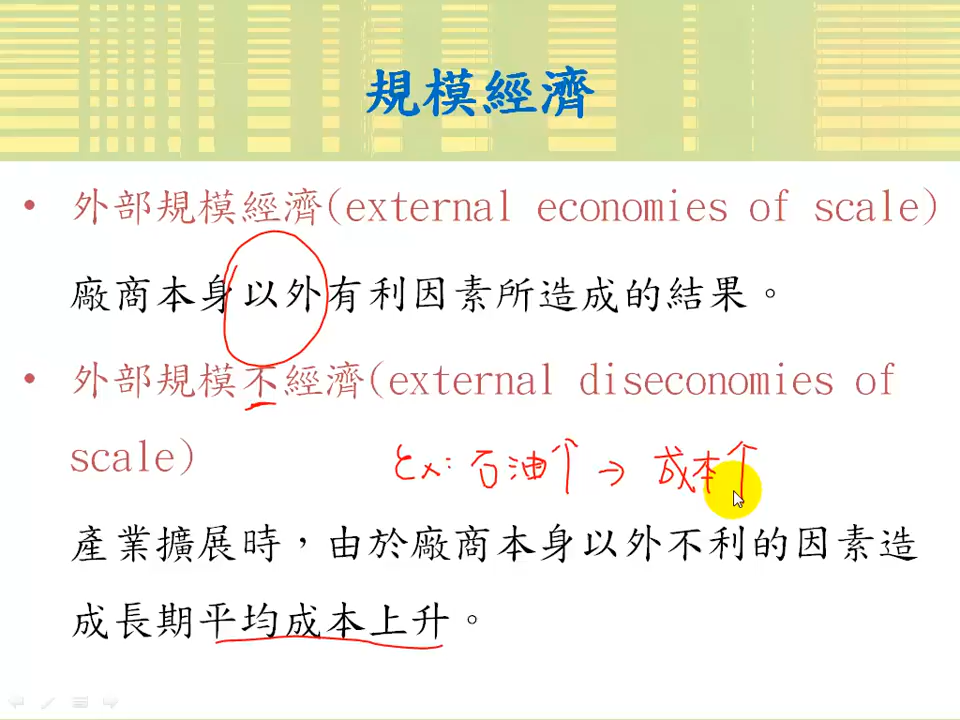 規模經濟
• 外部規模經濟(external economies of scale)
廠商本身以外有利因素所造成的結果。
• 外部規模不經濟(external diseconomies of
scale)
ex: 石油↑ → 成本↑
產業擴展時，由於廠商本身以外不利的因素造
成長期平均成本上升。